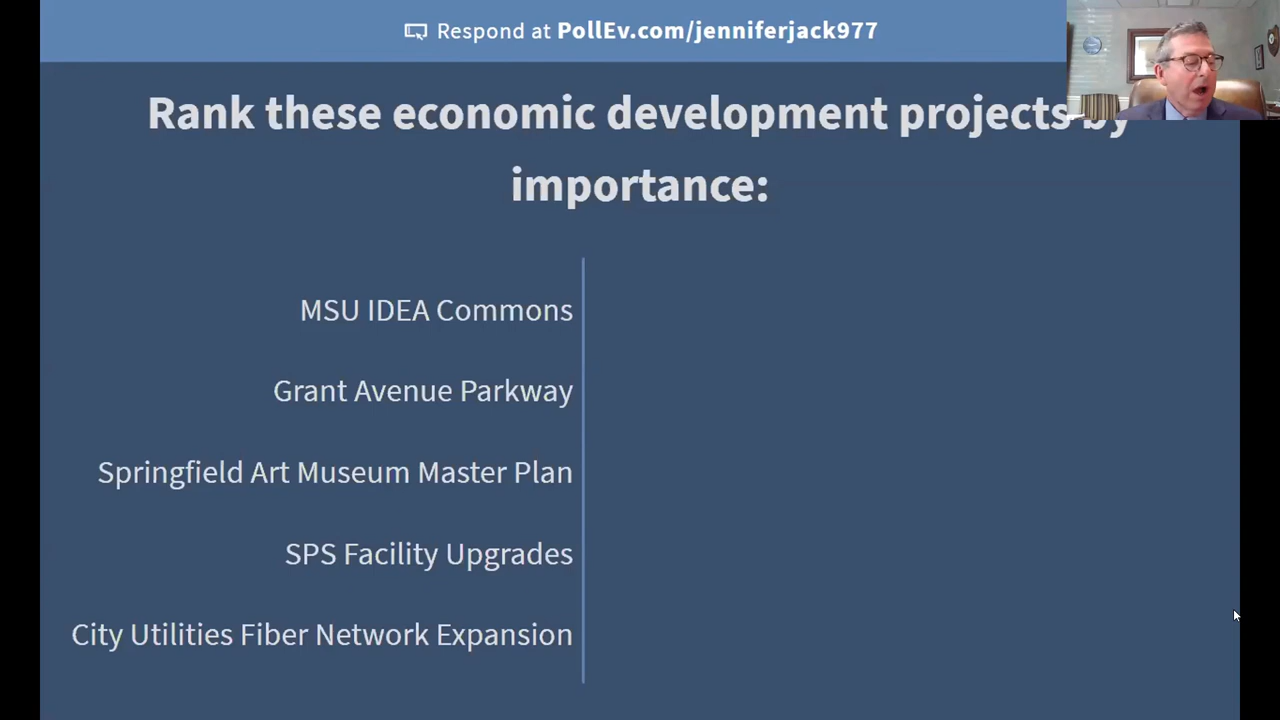 Respond at PollEv.com/jenniferjack977
Rank these economic development projects by
importance:
MSU IDEA Commons
Grant Avenue Parkway
Springfield Art Museum Master Plan
SPS Facility Upgrades
City Utilities Fiber Network Expansion